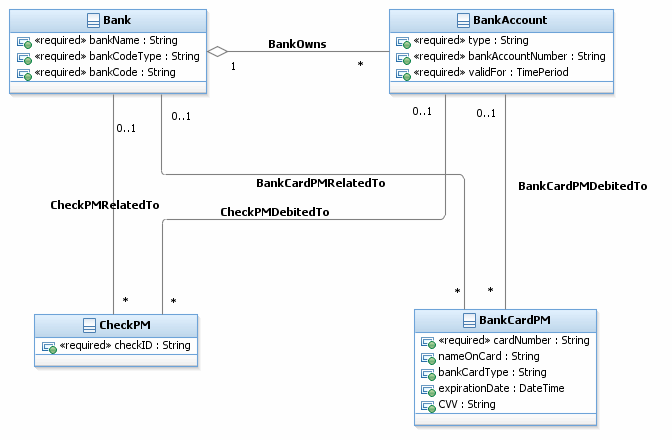 Bank
«required» bankName : String
«required» bankCodeType : String
«required» bankCode : String
BankOwns
1
*
BankAccount
«required» type : String
«required» bankAccountNumber : String
«required» validFor : TimePeriod
0..1
0..1
0..1
0..1
BankCardPMRelatedTo
BankCardPMDebitedTo
CheckPMRelatedTo
CheckPMDebitedTo
*
*
*
*
CheckPM
«required» checkID : String
BankCardPM
«required» cardNumber : String
nameOnCard : String
bankCardType : String
expirationDate : DateTime
CVV : String